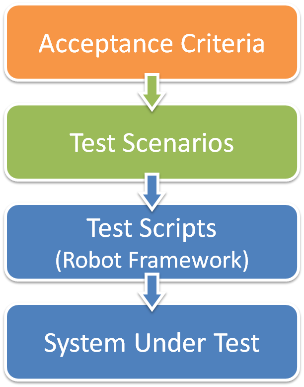 Acceptance Criteria
Test Scenarios
Test Scripts
(Robot Framework)
System Under Test